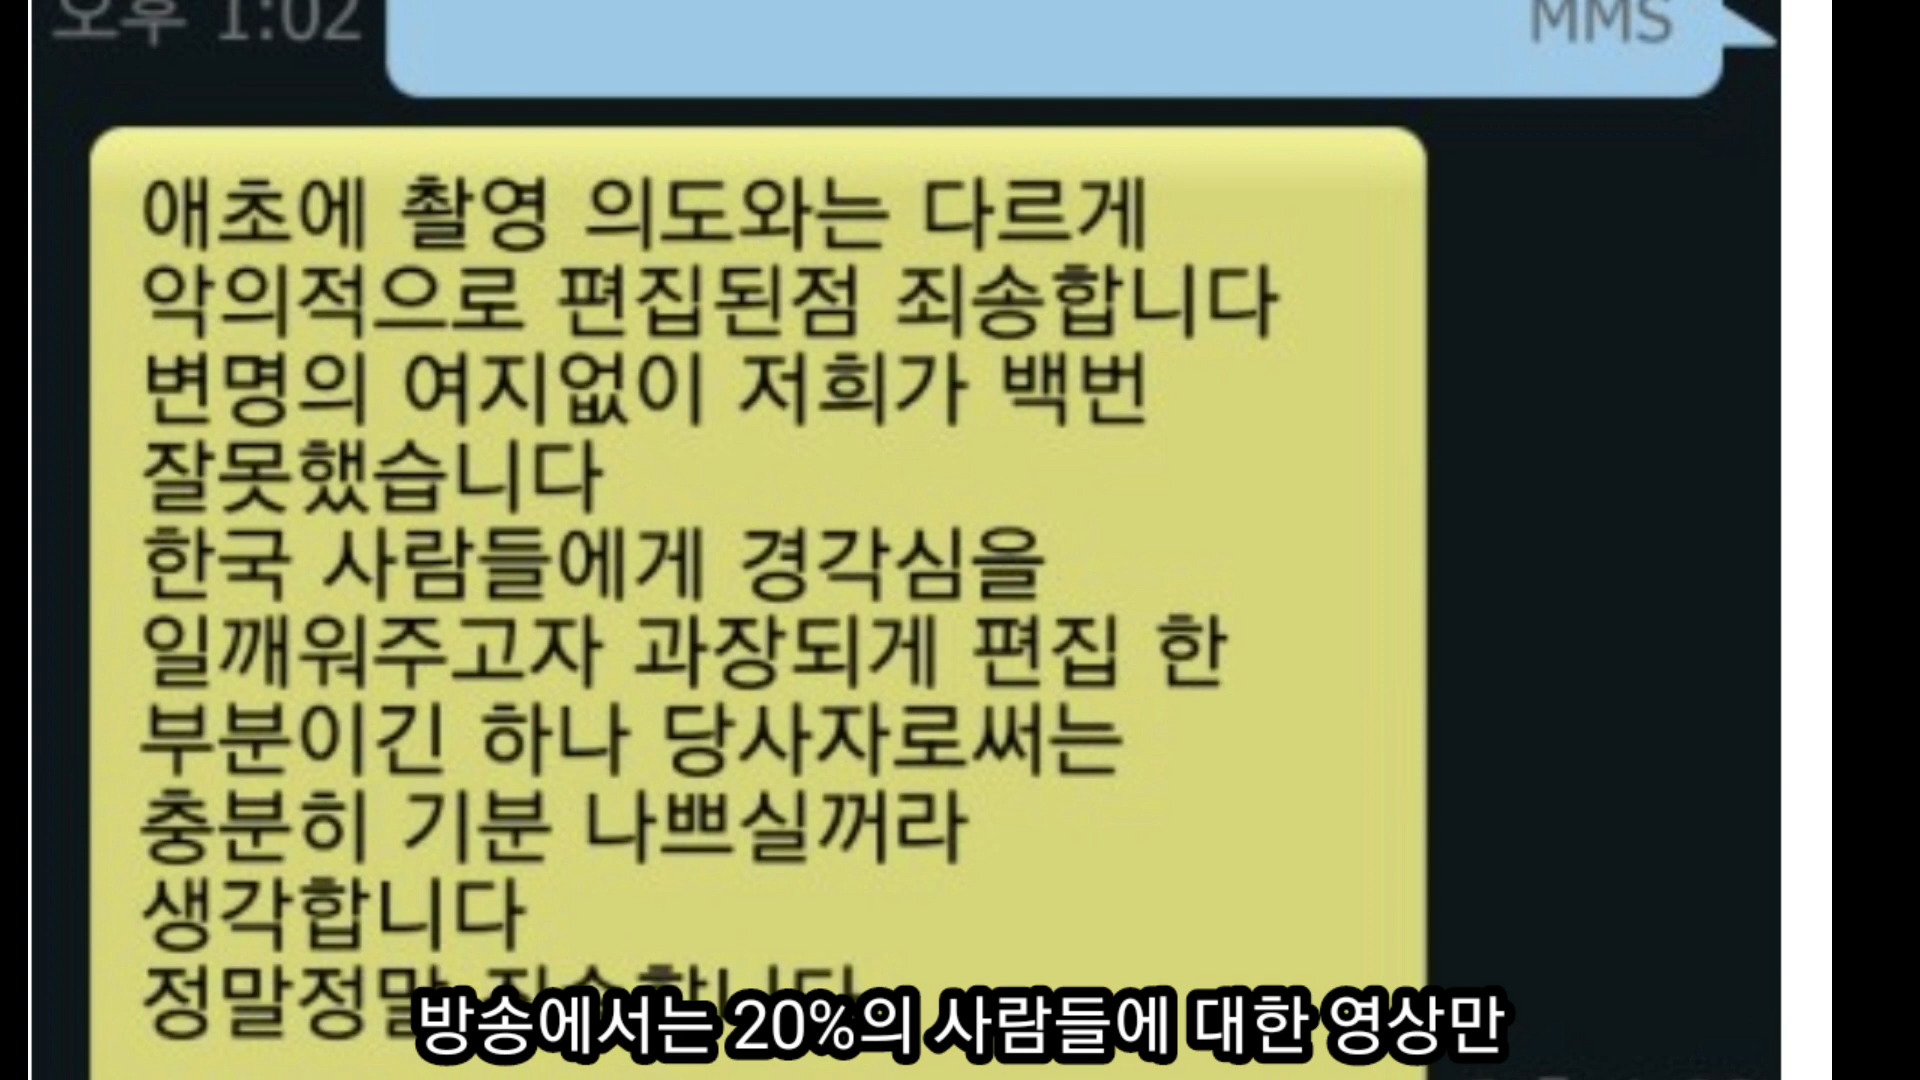 오후 1:02
MMS
애초에 촬영 의도와는 다르게
악의적으로 편집된점 죄송합니다
변명의 여지없이 저희가 백번
잘못했습니다
한국 사람들에게 경각심을
일깨워주고자 과장되게 편집 한
부분이긴 하나 당사자로써는
충분히 기분 나쁘실꺼라
생각합니다
정말정말 죄송합니다
방송에서는 20%의 사람들에 대한 영상만